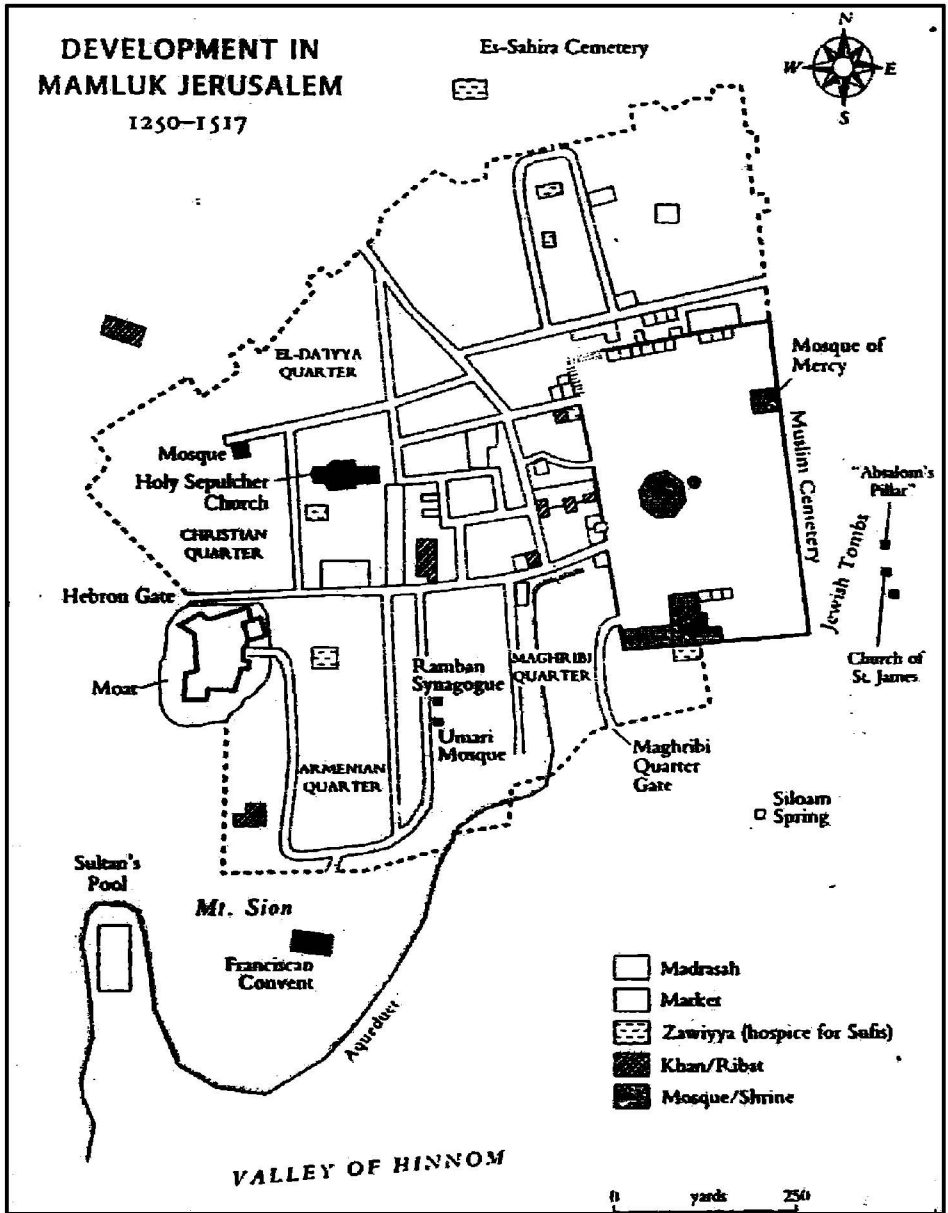 DEVELOPMENT IN
MAMLUK JERUSALEM
1250–1517
Es-Sahira Cemetery
N
W
E
S
EL-DATYYA
QUARTER
Mosque of
Mercy
Muslim Cemetery
"Absalom's
Pillar"
Jewish Tombs
Church of
St. James
Mosque
Holy Sepulcher
Church
CHRISTIAN
QUARTER
Hebron Gate
Moat
Ramban
Synagogue
MAGHRIBI
QUARTER
Umari
Mosque
ARMENIAN
QUARTER
Maghribi
Quarter
Gate
Siloam
Spring
Sultan's
Pool
Mt. Sion
Franciscan
Convent
Aqueduct
Madrasah
Market
Zawiyya (hospice for Sufis)
Khan/Ribat
Mosque/Shrine
VALLEY OF HINNOM
0 yards 250